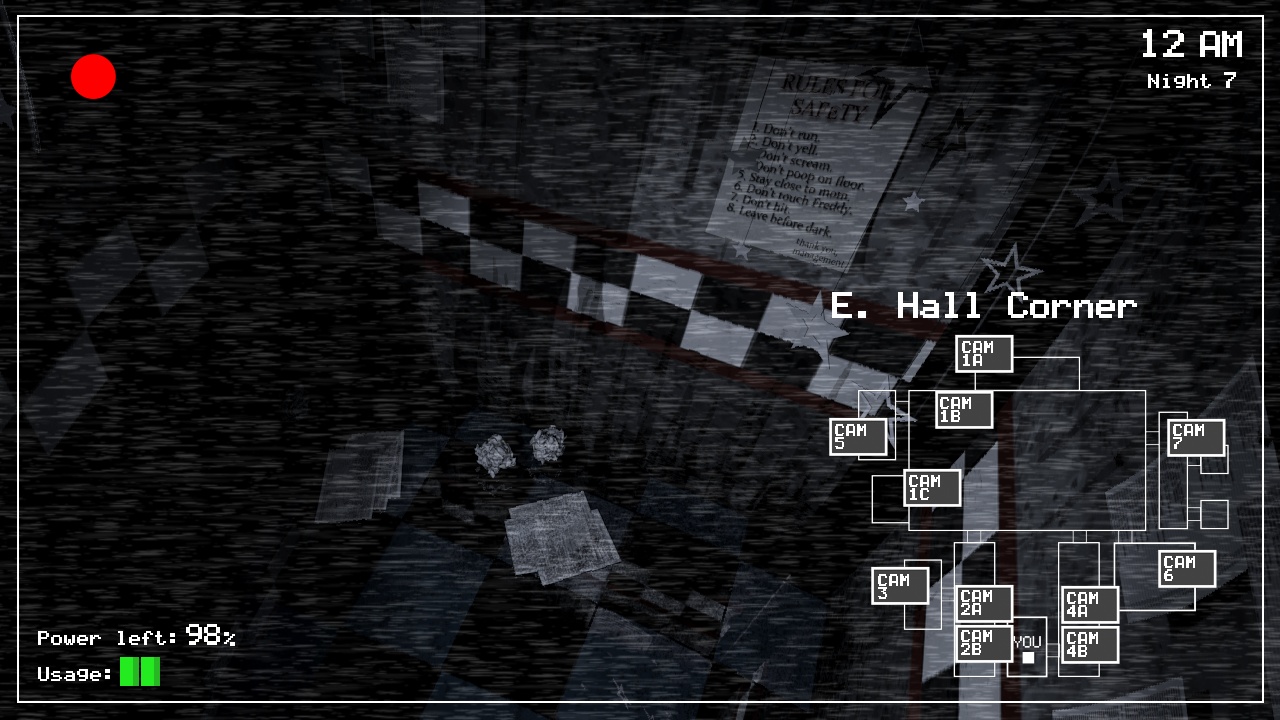 12 AM
Night 7
RULES FOR
SAFETY
1. Don't run.
2. Don't yell.
Don't scream.
Don't poop on floor.
5. Stay close to mom.
6. Don't touch Freddy.
7. Don't hit.
8. Leave before dark.
thank you,
management
E. Hall Corner
CAM
1A
CAM
1B
CAM
5
CAM
7
CAM
1C
CAM
3
CAM
6
CAM
2A
CAM
4A
CAM
2B
YOU
CAM
4B
Power left: 98%
Usage: